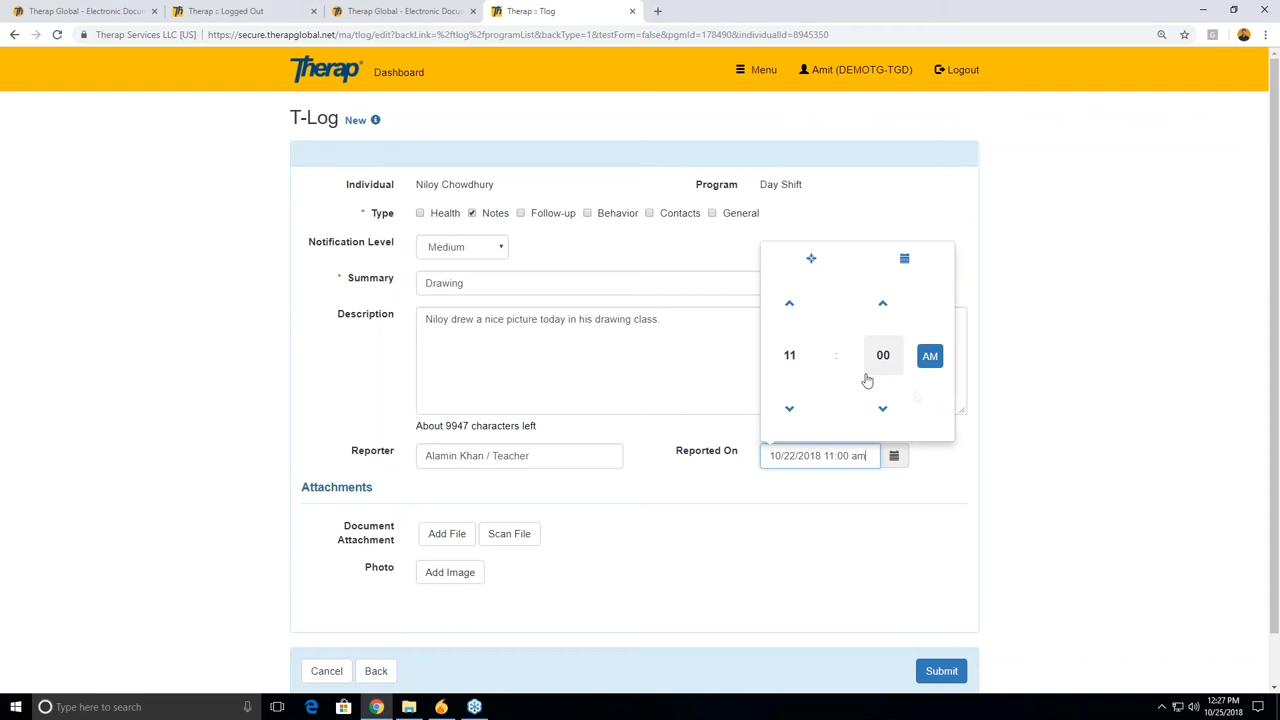 Therap Global - Electronic Docum
Therap :: Logged Out
Therap Global - Electronic Docum
Therap :: Tlog
Therap Services LLC [US] https://secure.therapglobal.net/ma/tlog/edit?backLink=%2ftlog%2fprogramList&backType=1&testForm=false&pgmId=178490&individualId=8945350
Therap Dashboard Menu Amit (DEMOTG-TGD) Logout
T-Log New
Individual Niloy Chowdhury Program Day Shift
* Type Health Notes Follow-up Behavior Contacts General
Notification Level Medium
* Summary Drawing
Description Niloy drew a nice picture today in his drawing class.
11 : 00 AM
About 9947 characters left
Reporter Alamin Khan / Teacher Reported On 10/22/2018 11:00 am
Attachments
Document
Attachment
Add File Scan File
Photo Add Image
Cancel Back Submit
Type here to search
12:27 PM
10/25/2018